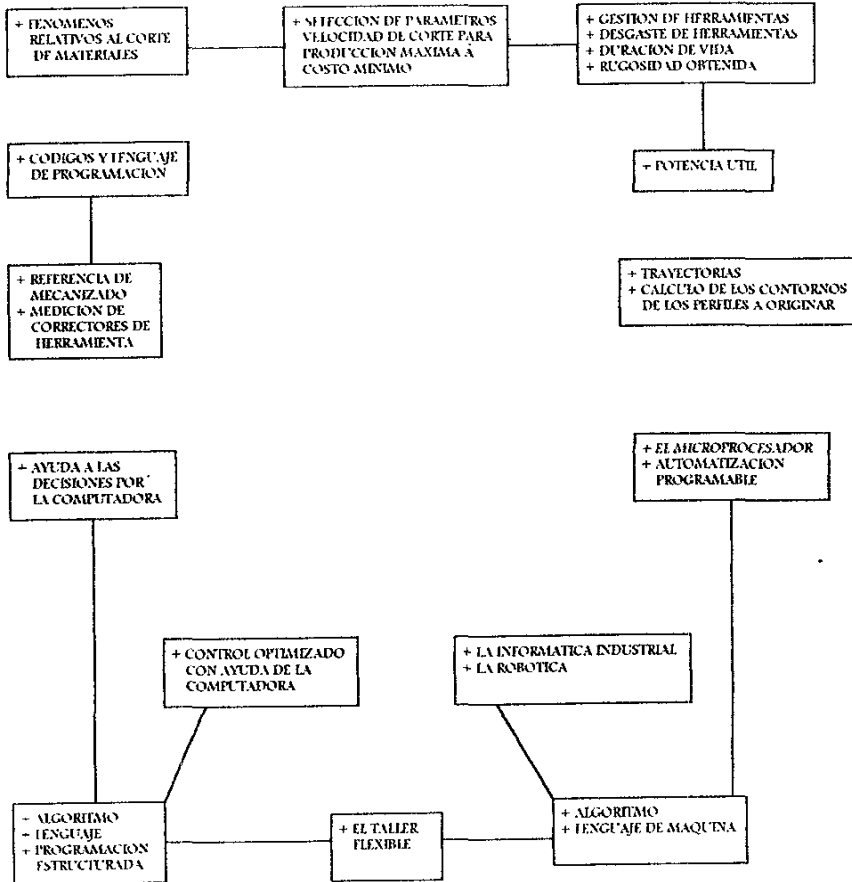 + FENOMENOS
RELATIVOS AL CORTE
DE MATERIALES
+ SELECCION DE PARAMETROS
VELOCIDAD DE CORTE PARA
PRODUCCION MAXIMA A
COSTO MINIMO
+ GESTION DE HERRAMIENTAS
+ DESGASTE DE HERRAMIENTAS
+ DURACION DE VIDA
+ RUGOSIDAD OBTENIDA
+ CODIGOS Y LENGUAJE
DE PROGRAMACION
+ POTENCIA UTIL
+ REFERENCIA DE
MECANIZADO
+ MEDICION DE
CORRECTORES DE
HERRAMIENTA
+ TRAYECTORIAS
+ CALCULO DE LOS CONTORNOS
DE LOS PERFILES A ORIGINAR
+ AYUDA A LAS
DECISIONES POR
LA COMPUTADORA
+ EL MICROPROCESADOR
+ AUTOMATIZACION
PROGRAMABLE
+ CONTROL OPTIMIZADO
CON AYUDA DE LA
COMPUTADORA
+ LA INFORMATICA INDUSTRIAL
+ LA ROBOTICA
+ ALGORITMO
+ LENGUAJE
+ PROGRAMACION
ESTRUCTURADA
+ EL TALLER
FLEXIBLE
+ ALGORITMO
+ LENGUAJE DE MAQUINA